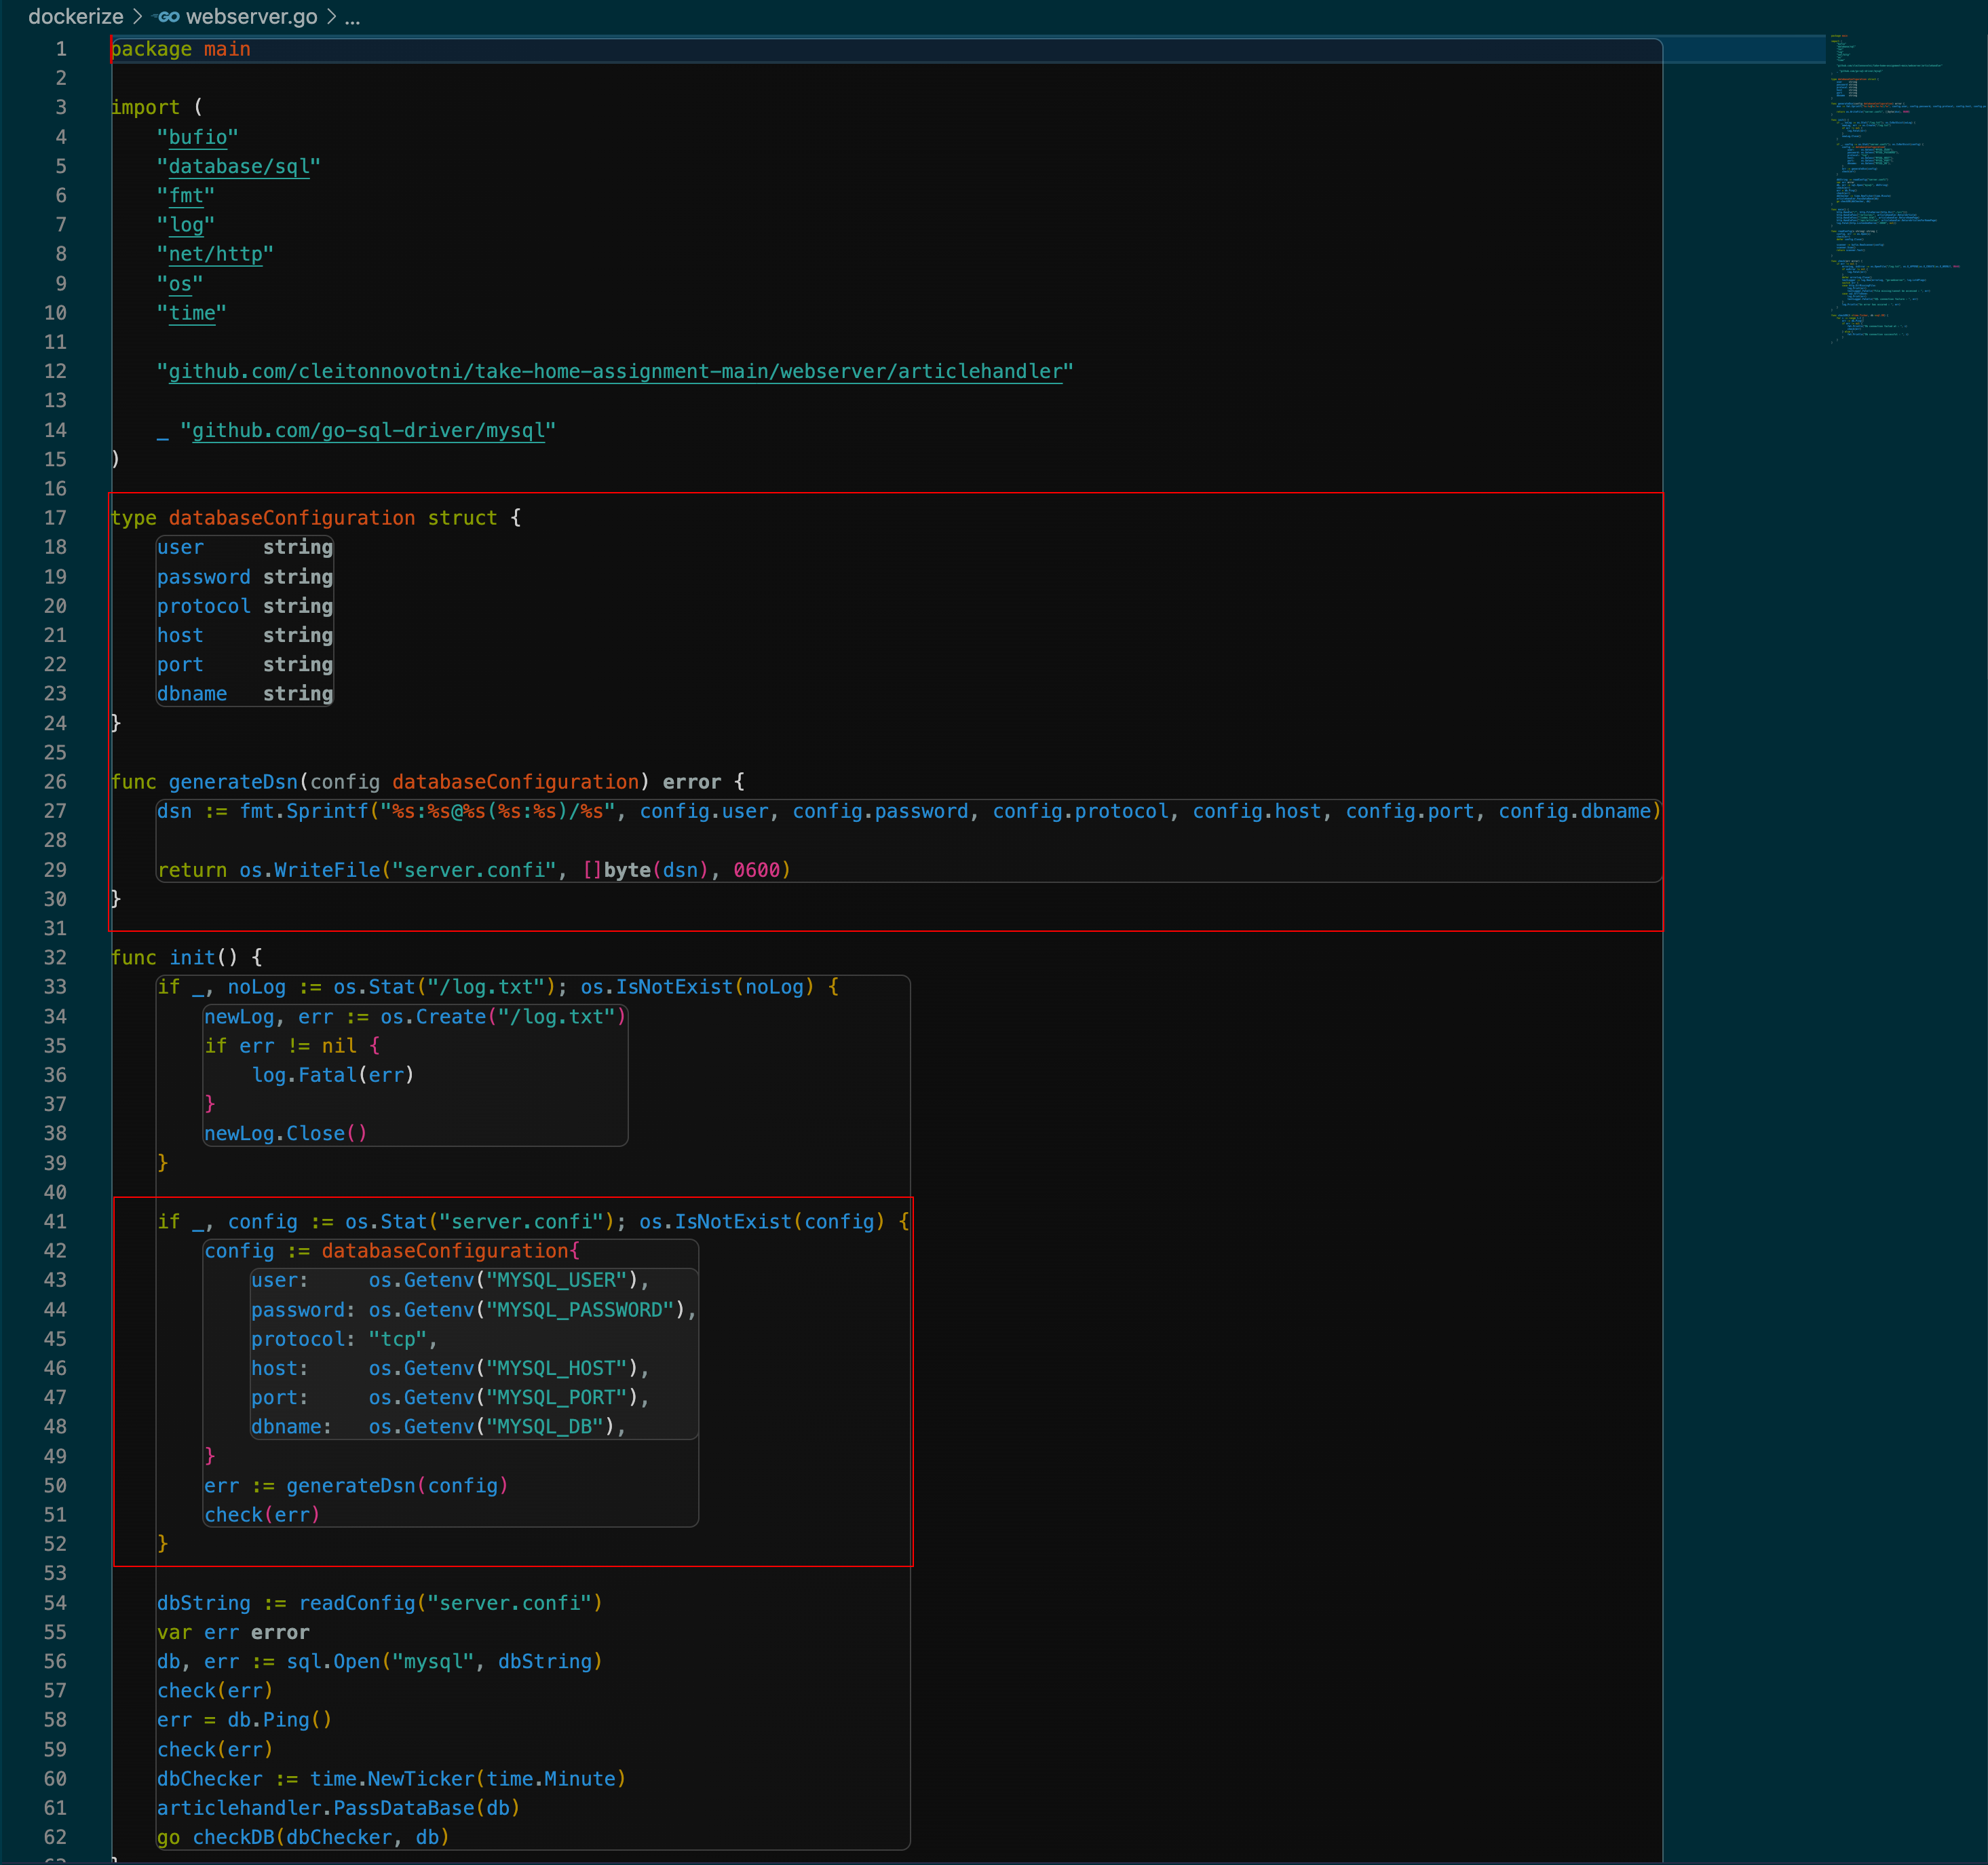 dockerize > GO webserver.go > ...
1 package main
2
3 import (
4     "bufio"
5     "database/sql"
6     "fmt"
7     "log"
8     "net/http"
9     "os"
10     "time"
11
12     "github.com/cleitonnovotni/take-home-assignment-main/webserver/articlehandler"
13
14     _ "github.com/go-sql-driver/mysql"
15 )
16
17 type databaseConfiguration struct {
18     user     string
19     password string
20     protocol string
21     host     string
22     port     string
23     dbname   string
24 }
25
26 func generateDsn(config databaseConfiguration) error {
27     dsn := fmt.Sprintf("%s:%s@%s(%s:%s)/%s", config.user, config.password, config.protocol, config.host, config.port, config.dbname)
28
29     return os.WriteFile("server.confi", []byte(dsn), 0600)
30 }
31
32 func init() {
33     if _, noLog := os.Stat("/log.txt"); os.IsNotExist(noLog) {
34         newLog, err := os.Create("/log.txt")
35         if err != nil {
36             log.Fatal(err)
37         }
38         newLog.Close()
39     }
40
41     if _, config := os.Stat("server.confi"); os.IsNotExist(config) {
42         config := databaseConfiguration{
43             user:     os.Getenv("MYSQL_USER"),
44             password: os.Getenv("MYSQL_PASSWORD"),
45             protocol: "tcp",
46             host:     os.Getenv("MYSQL_HOST"),
47             port:     os.Getenv("MYSQL_PORT"),
48             dbname:   os.Getenv("MYSQL_DB"),
49         }
50         err := generateDsn(config)
51         check(err)
52     }
53
54     dbString := readConfig("server.confi")
55     var err error
56     db, err := sql.Open("mysql", dbString)
57     check(err)
58     err = db.Ping()
59     check(err)
60     dbChecker := time.NewTicker(time.Minute)
61     articlehandler.PassDataBase(db)
62     go checkDB(dbChecker, db)